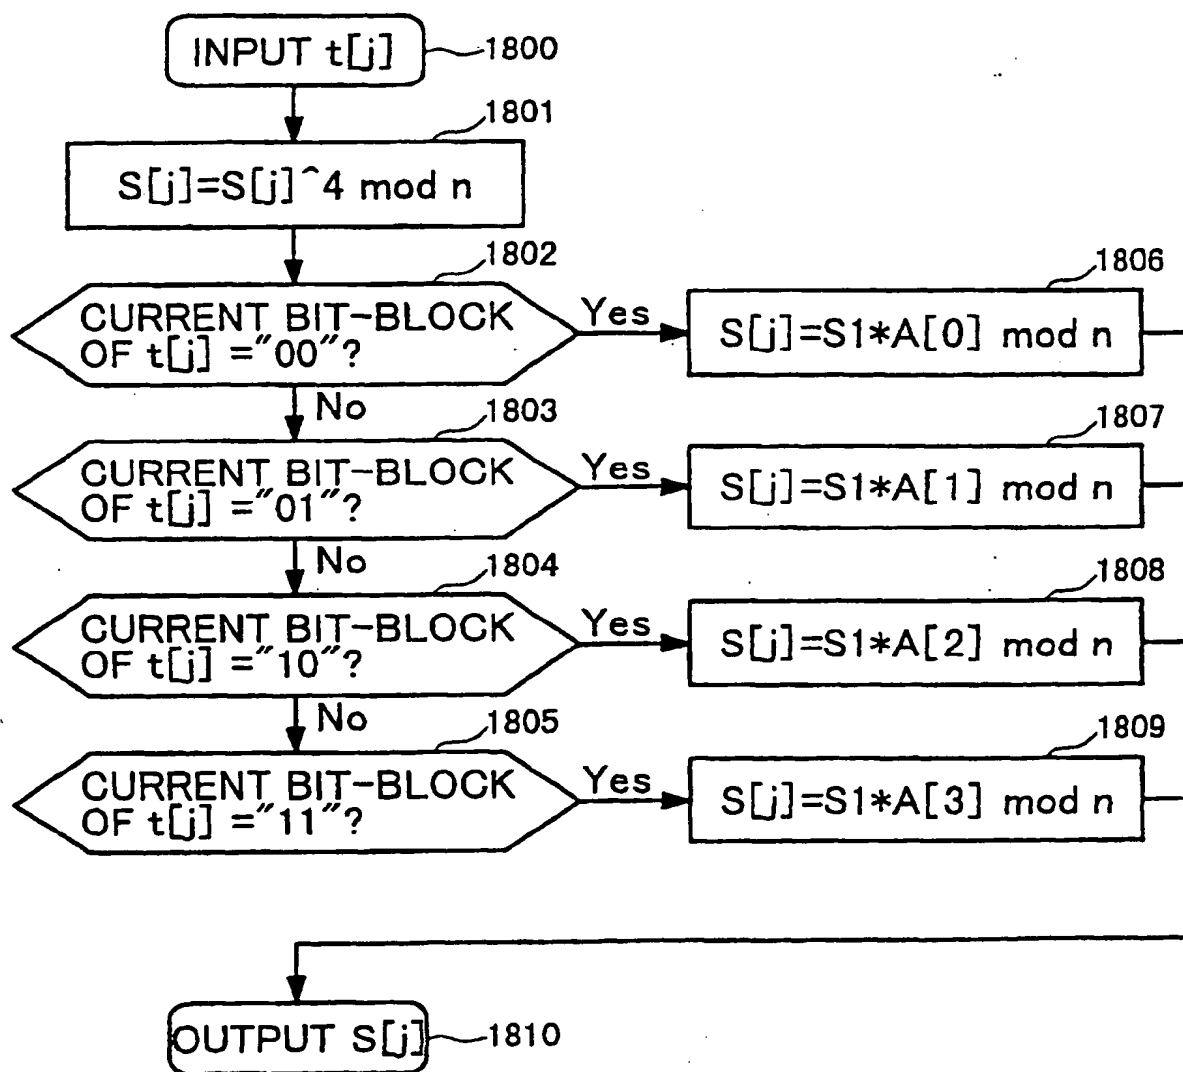 INPUT t[j]
1800
1801
S[j]=S[j]^4 mod n
1802
CURRENT BIT-BLOCK
OF t[j] ="00"?
Yes
1806
S[j]=S1*A[0] mod n
No
1803
CURRENT BIT-BLOCK
OF t[j] ="01"?
Yes
1807
S[j]=S1*A[1] mod n
No
1804
CURRENT BIT-BLOCK
OF t[j] ="10"?
Yes
1808
S[j]=S1*A[2] mod n
No
1805
CURRENT BIT-BLOCK
OF t[j] ="11"?
Yes
1809
S[j]=S1*A[3] mod n
OUTPUT S[j]
1810